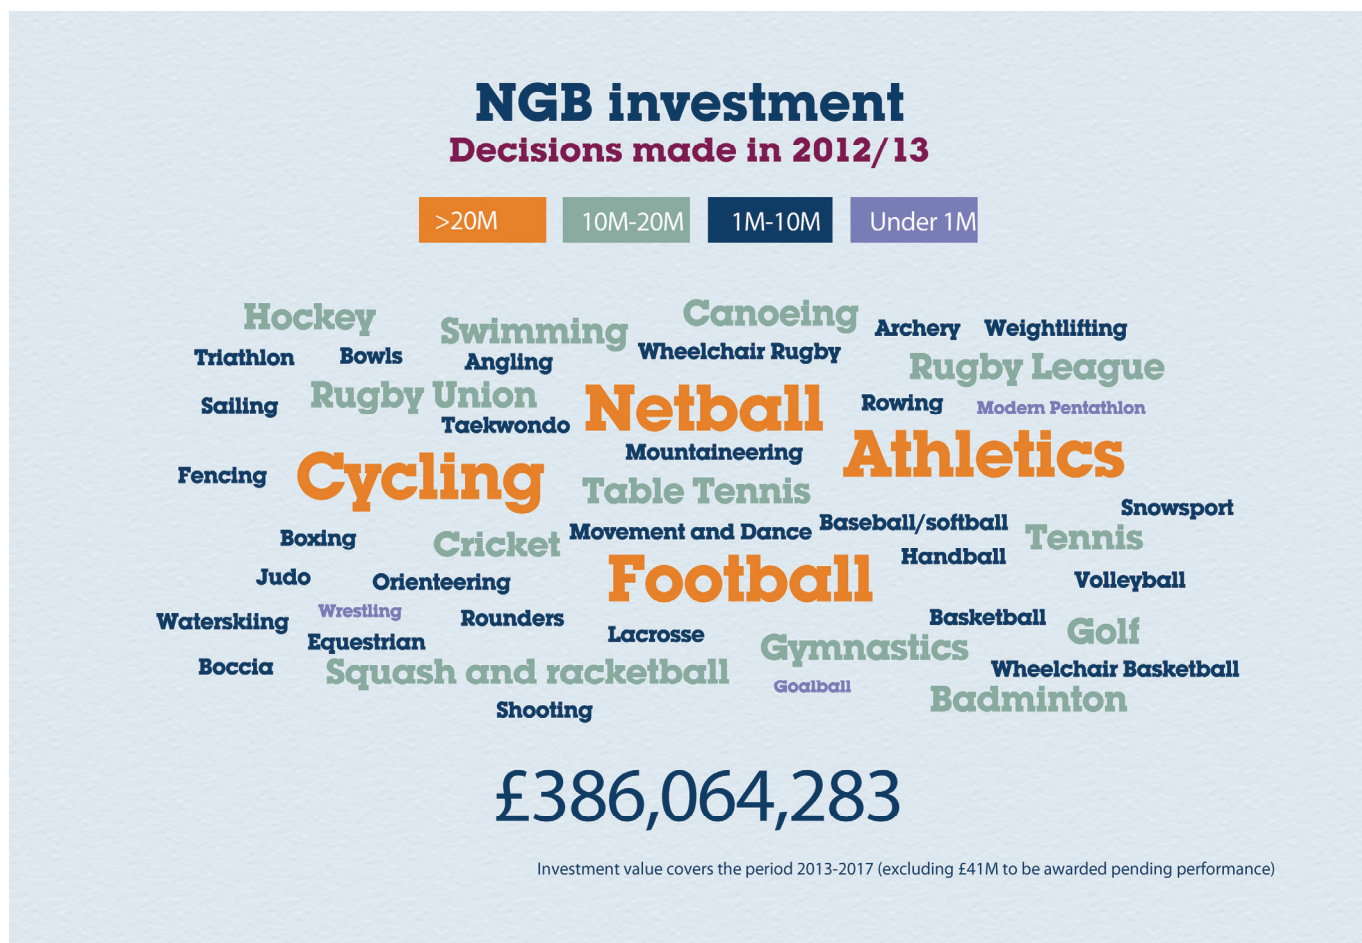 NGB investment
Decisions made in 2012/13
>20M
10M-20M
1M-10M
Under 1M
Hockey
Swimming
Canoeing
Archery
Weightlifting
Triathlon
Bowls
Angling
Wheelchair Rugby
Rugby League
Sailing
Rugby Union
Taekwondo
Netball
Rowing
Modern Pentathlon
Mountaineering
Athletics
Fencing
Cycling
Table Tennis
Snowsport
Boxing
Cricket
Movement and Dance
Baseball/softball
Tennis
Handball
Judo
Orienteering
Football
Volleyball
Waterskiing
Wrestling
Rounders
Basketball
Golf
Equestrian
Lacrosse
Gymnastics
Boccia
Squash and racketball
Wheelchair Basketball
Goalball
Badminton
Shooting
£386,064,283
Investment value covers the period 2013-2017 (excluding £41M to be awarded pending performance)